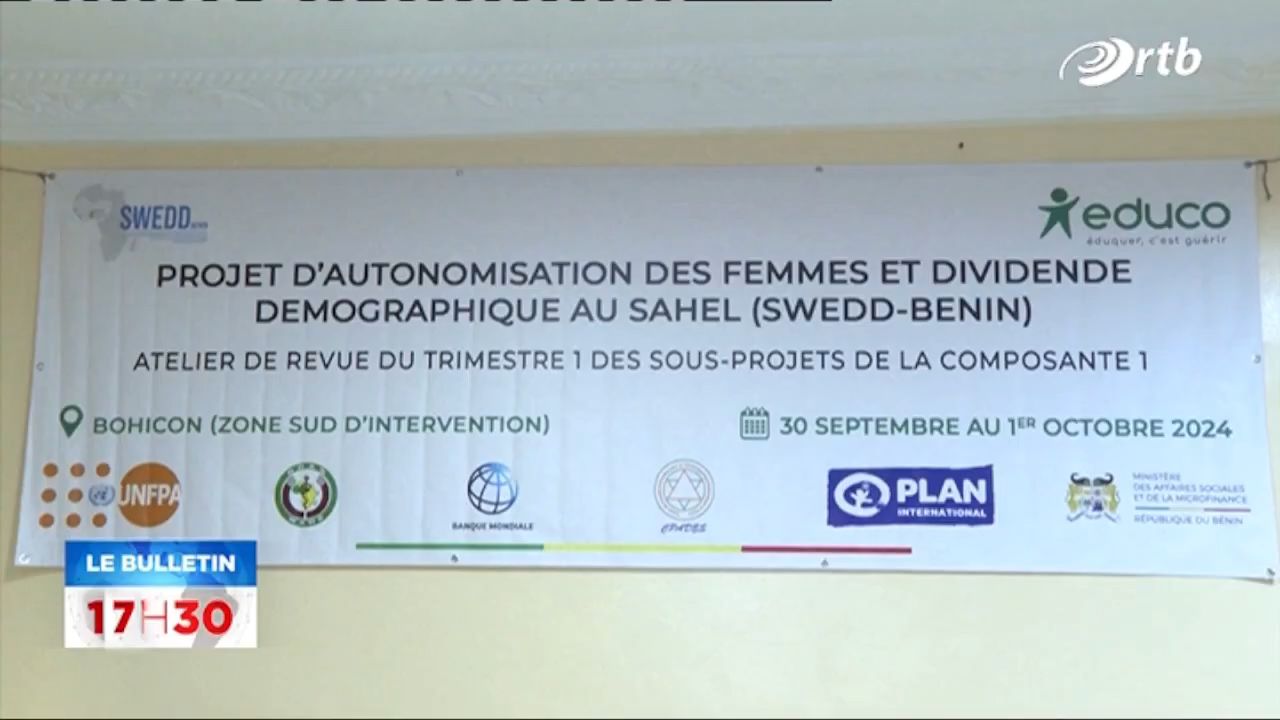 ortb
SWEDD
educo
éduquer, c'est guérir
PROJET D'AUTONOMISATION DES FEMMES ET DIVIDENDE
DEMOGRAPHIQUE AU SAHEL (SWEDD-BENIN)
ATELIER DE REVUE DU TRIMESTRE 1 DES SOUS-PROJETS DE LA COMPOSANTE 1
BOHICON (ZONE SUD D'INTERVENTION)
30 SEPTEMBRE AU 1ER OCTOBRE 2024
UNFPA
BANQUE MONDIALE
CPADES
PLAN
INTERNATIONAL
MINISTÈRE
DES AFFAIRES SOCIALES
ET DE LA MICROFINANCE
RÉPUBLIQUE DU BÉNIN
LE BULLETIN
17H30